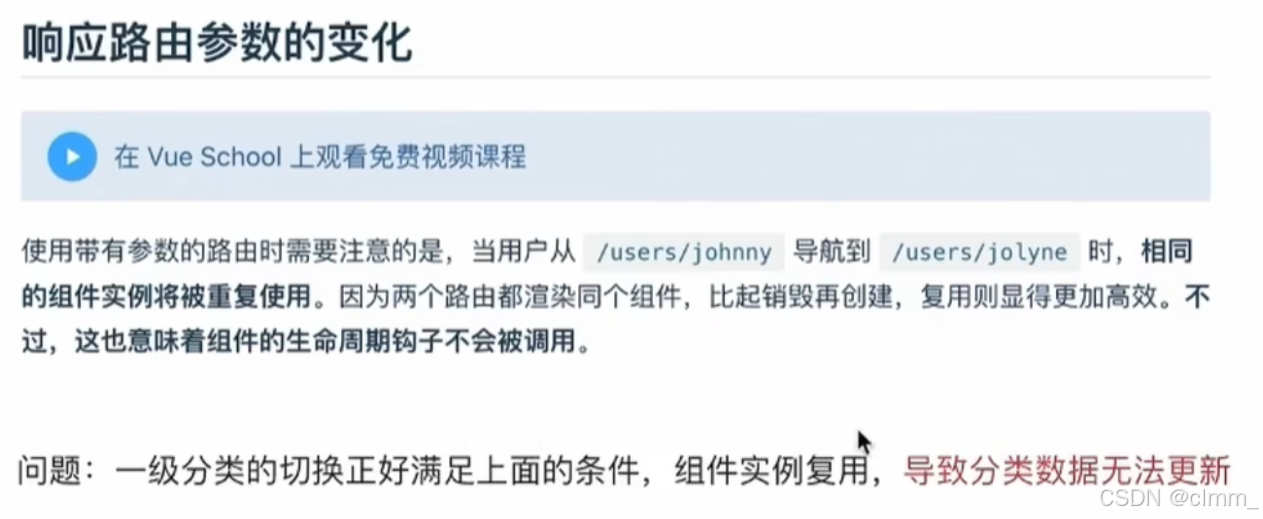 响应路由参数的变化
在 Vue School 上观看免费视频课程
使用带有参数的路由时需要注意的是，当用户从 /users/johnny 导航到 /users/jolyne 时，相同
的组件实例将被重复使用。因为两个路由都渲染同个组件，比起销毁再创建，复用则显得更加高效。不
过，这也意味着组件的生命周期钩子不会被调用。
问题：一级分类的切换正好满足上面的条件，组件实例复用，导致分类数据无法更新
CSDN @clmm_